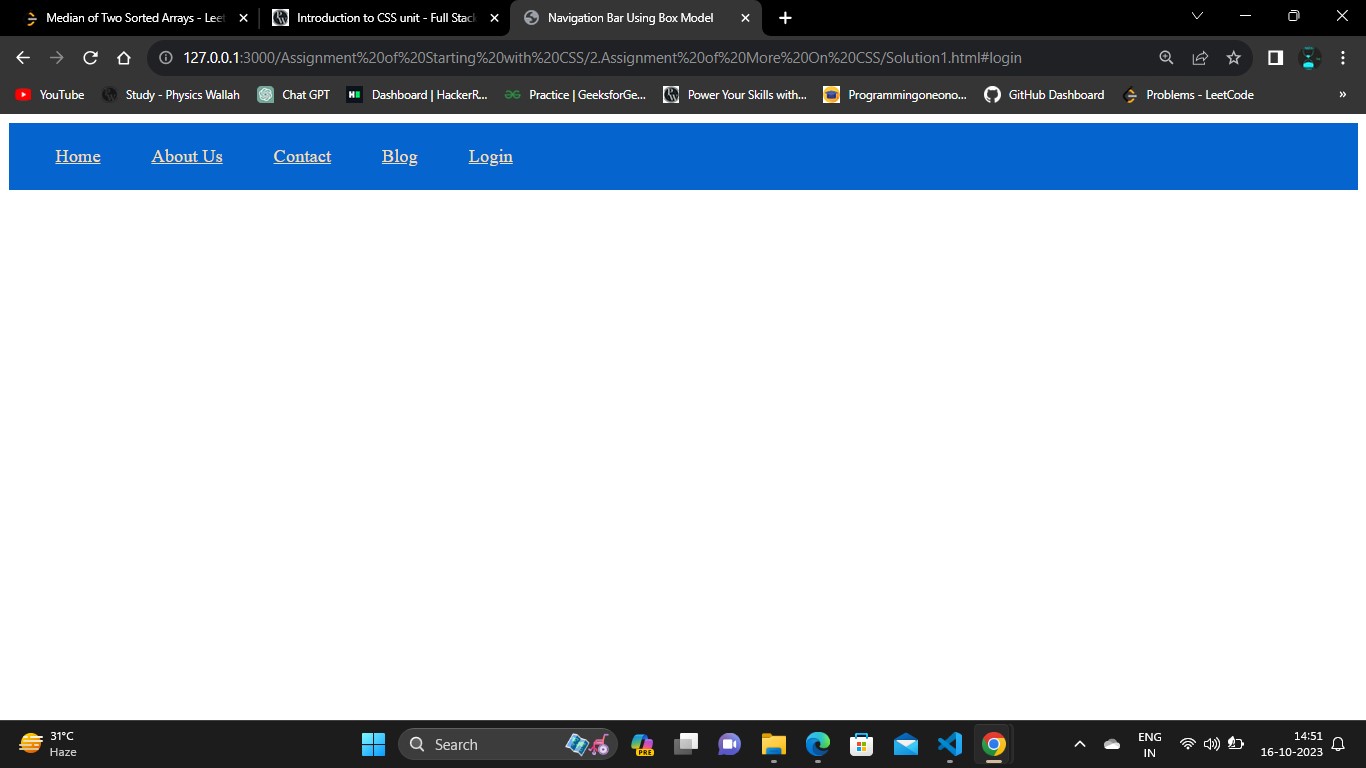 Median of Two Sorted Arrays - Leet
Introduction to CSS unit - Full Stack
Navigation Bar Using Box Model
127.0.0.1:3000/Assignment%20of%20Starting%20with%20CSS/2.Assignment%20of%20More%20On%20CSS/Solution1.html#login
YouTube
Study - Physics Wallah
Chat GPT
Dashboard | HackerR...
Practice | GeeksforGe...
Power Your Skills with...
Programmingoneono...
GitHub Dashboard
Problems - LeetCode
»
Home
About Us
Contact
Blog
Login
31°C
Haze
Search
PRE
ENG
IN
14:51
16-10-2023